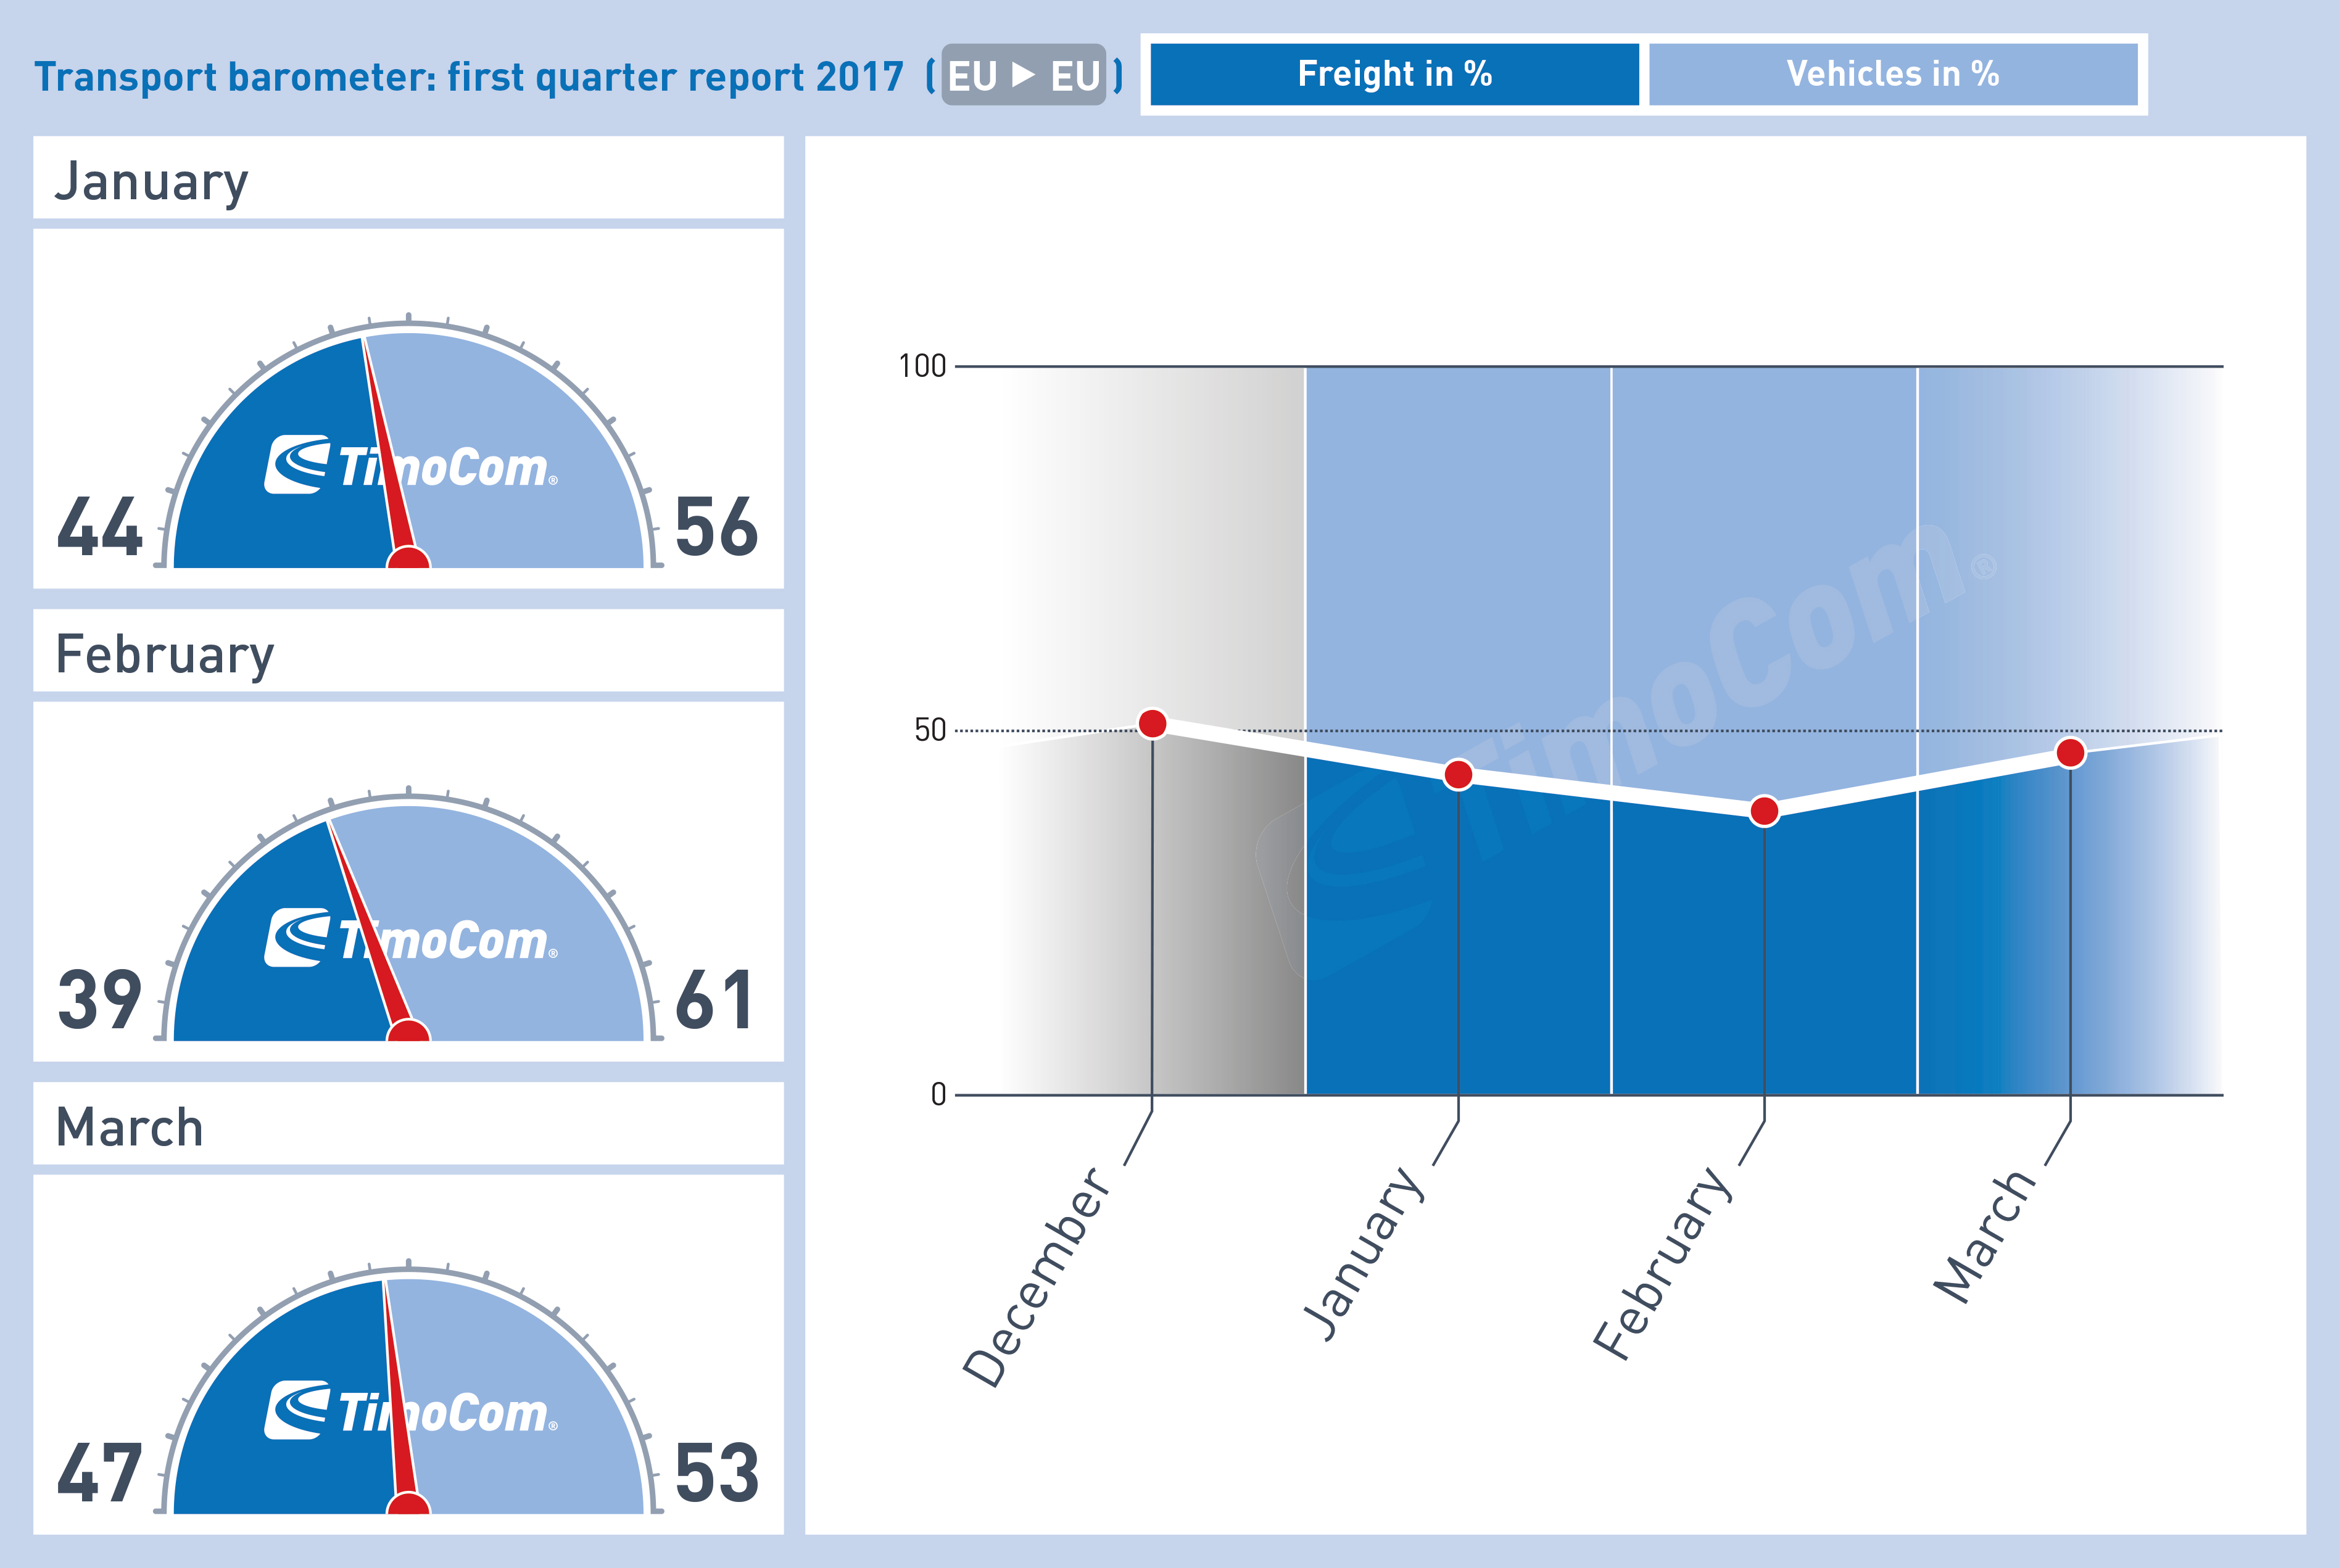 Transport barometer: first quarter report 2017 (EU ▶ EU)
Freight in %
Vehicles in %
January
TimoCom®
44
56
February
TimoCom®
39
61
March
TimoCom®
47
53
100
50
0
TimoCom®
December
January
February
March